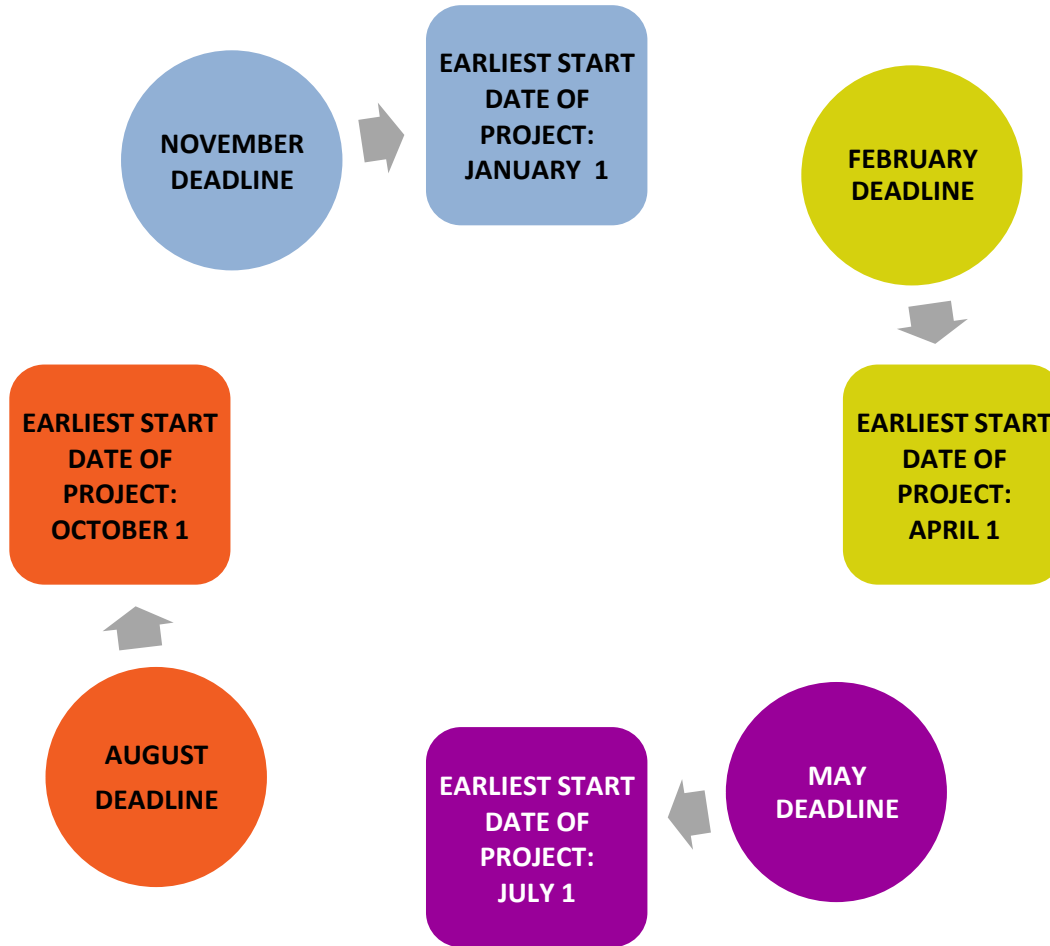 NOVEMBER
DEADLINE
EARLIEST START
DATE OF
PROJECT:
JANUARY 1
FEBRUARY
DEADLINE
EARLIEST START
DATE OF
PROJECT:
APRIL 1
MAY
DEADLINE
EARLIEST START
DATE OF
PROJECT:
JULY 1
AUGUST
DEADLINE
EARLIEST START
DATE OF
PROJECT:
OCTOBER 1